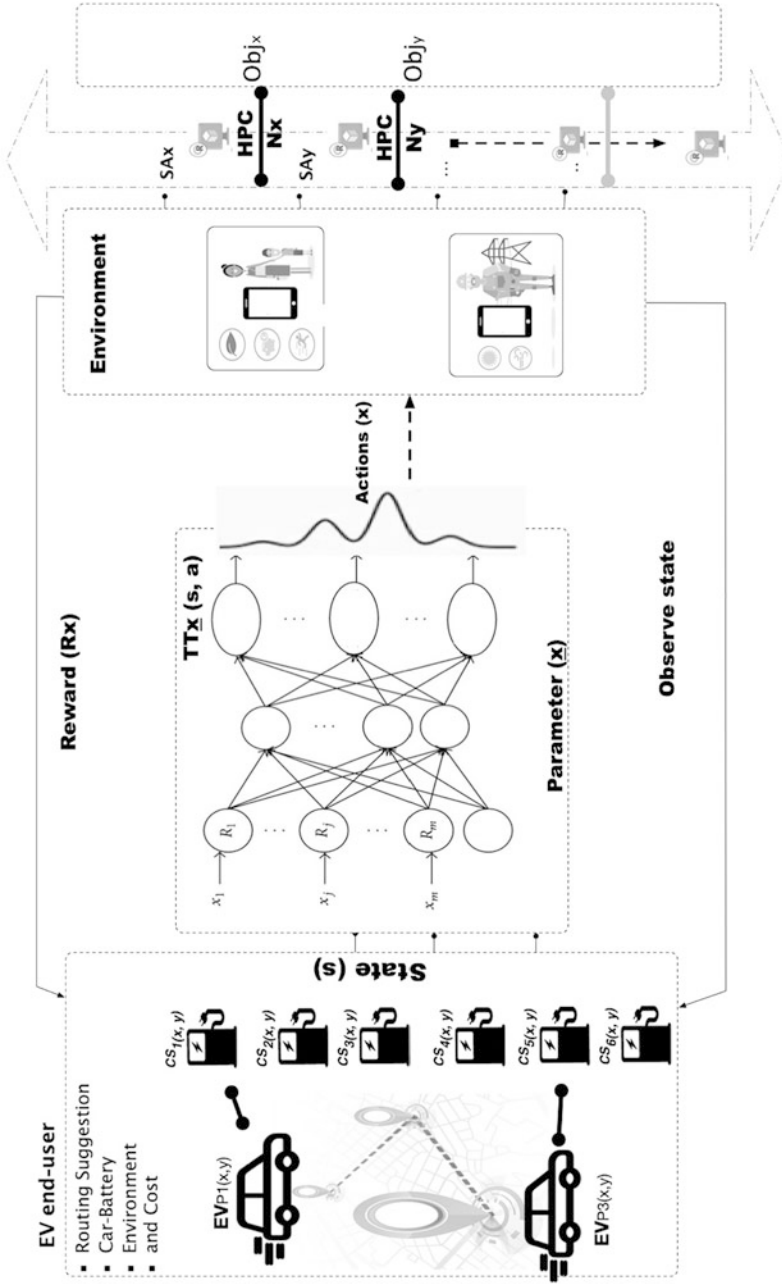 EV end-user
▪ Routing Suggestion
▪ Car-Battery
▪ Environment
▪ and Cost
EVP1(x,y)
EVP3(x,y)
CS1(x, y)
CS2(x, y)
CS3(x, y)
CS4(x, y)
CS5(x, y)
CS6(x, y)
State (s)
Reward (Rx)
x1
R1
. . .
xj
Rj
. . .
xm
Rm
. . .
TTx (s, a)
. . .
. . .
Parameter (x)
Actions (x)
Observe state
Environment
SAx
HPC
Nx
Objx
SAy
HPC
Ny
Objy
...
..
R
R
R
R